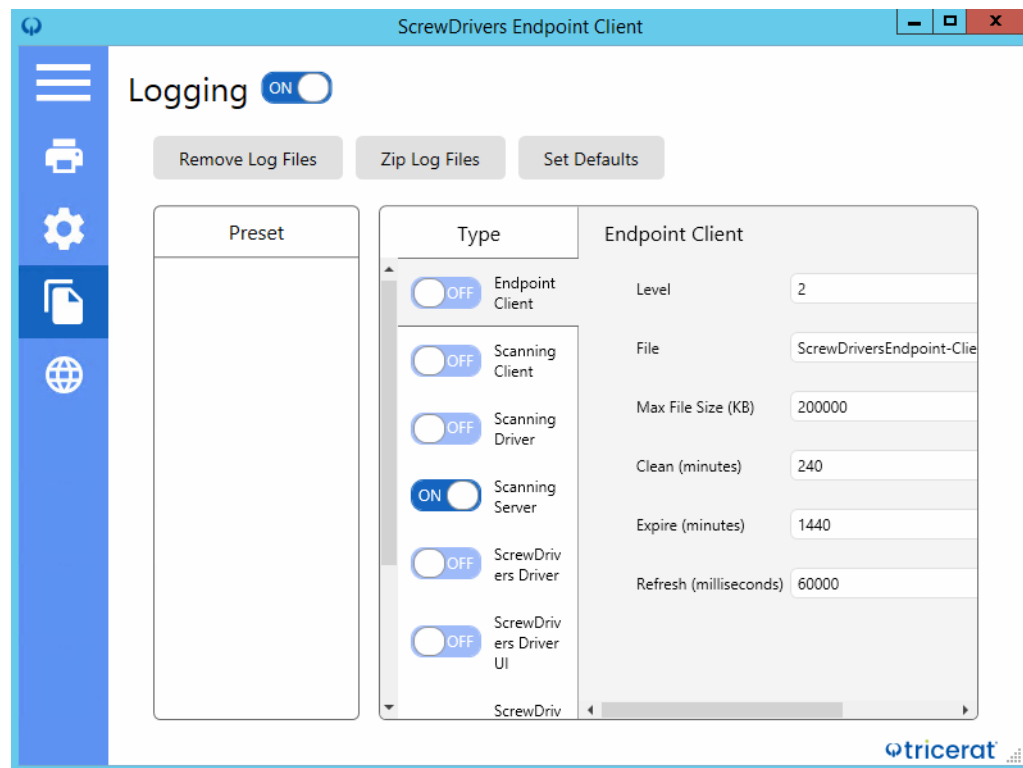 ScrewDrivers Endpoint Client
Logging ON
Remove Log Files
Zip Log Files
Set Defaults
Preset
Type
OFF Endpoint
Client
OFF Scanning
Client
OFF Scanning
Driver
ON Scanning
Server
OFF ScrewDriv
ers Driver
OFF ScrewDriv
ers Driver
UI
ScrewDriv
Endpoint Client
Level 2
File ScrewDriversEndpoint-Clie
Max File Size (KB) 200000
Clean (minutes) 240
Expire (minutes) 1440
Refresh (milliseconds) 60000
tricerat